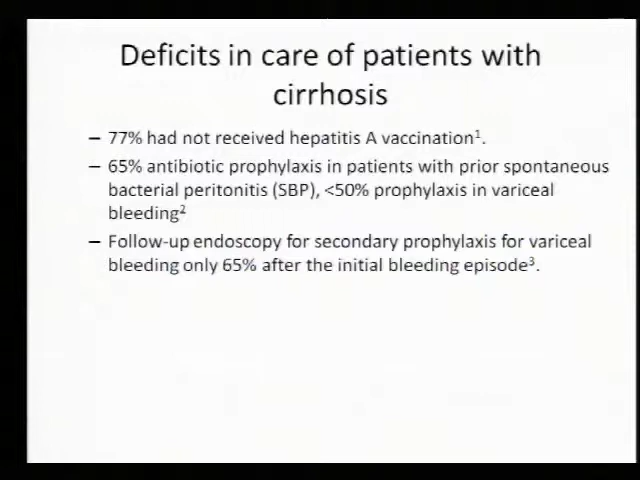 Deficits in care of patients with
cirrhosis
– 77% had not received hepatitis A vaccination¹.
– 65% antibiotic prophylaxis in patients with prior spontaneous
bacterial peritonitis (SBP), <50% prophylaxis in variceal
bleeding²
– Follow-up endoscopy for secondary prophylaxis for variceal
bleeding only 65% after the initial bleeding episode³.